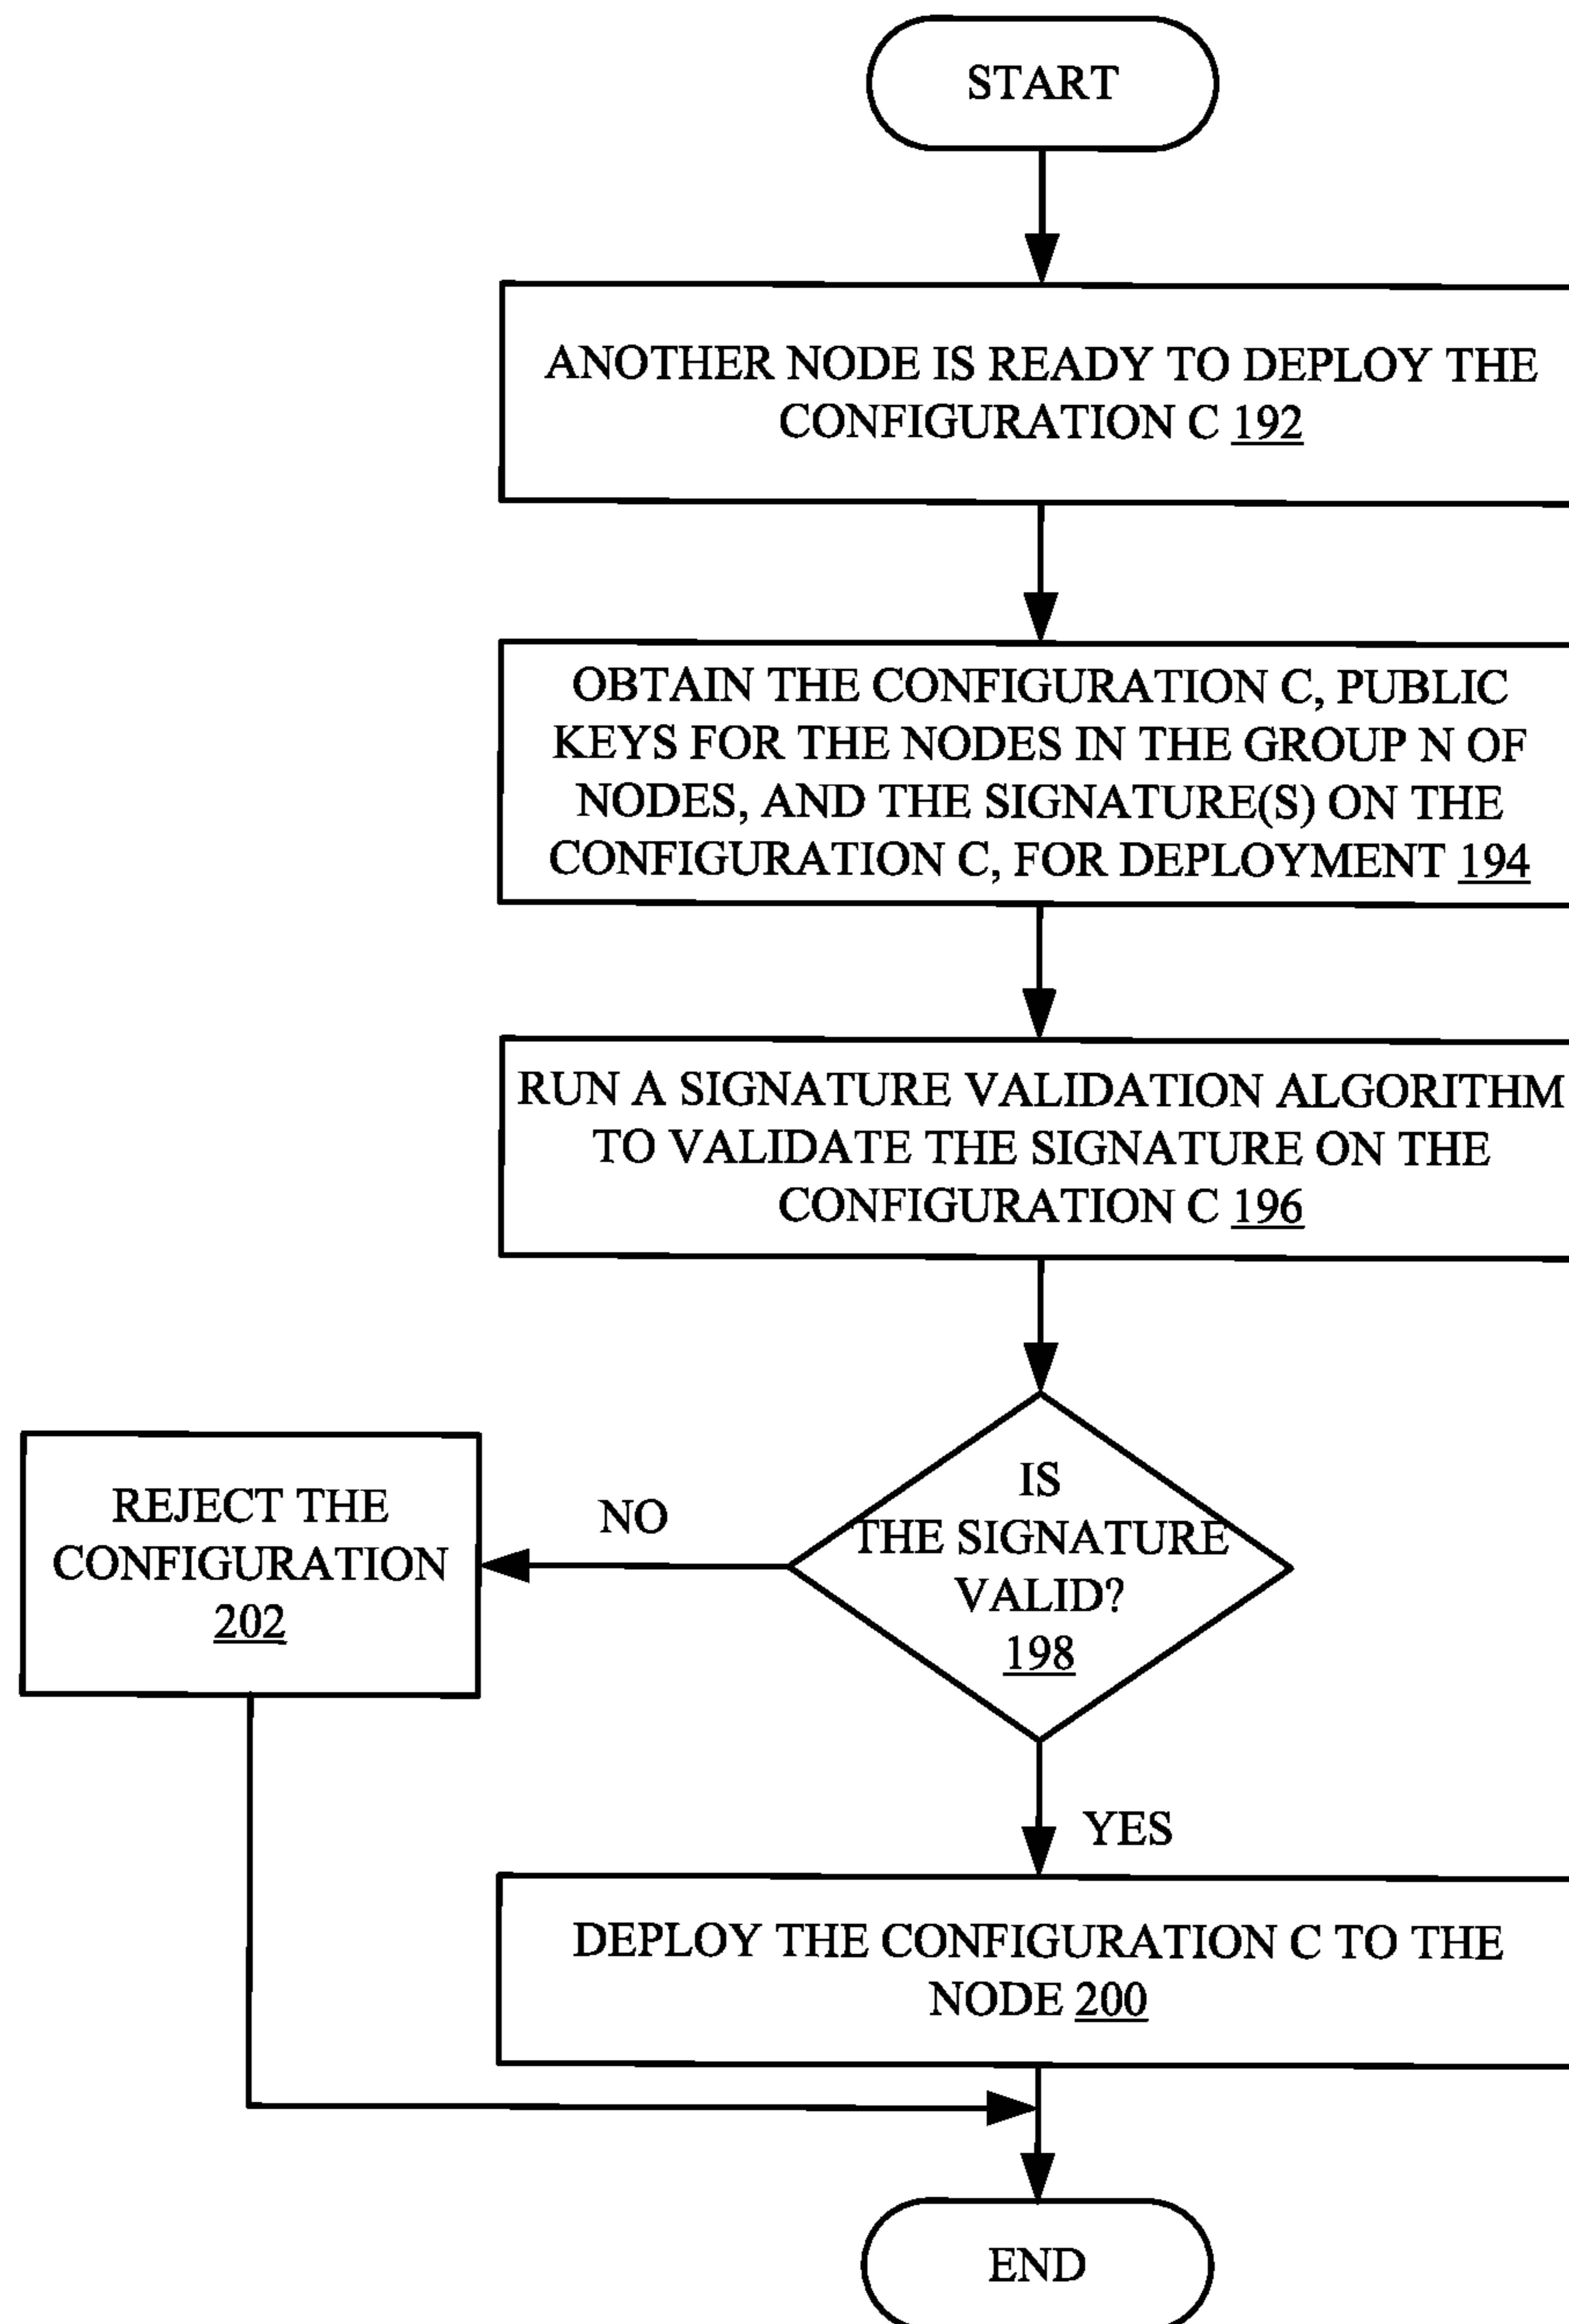 START
ANOTHER NODE IS READY TO DEPLOY THE
CONFIGURATION C 192
OBTAIN THE CONFIGURATION C, PUBLIC
KEYS FOR THE NODES IN THE GROUP N OF
NODES, AND THE SIGNATURE(S) ON THE
CONFIGURATION C, FOR DEPLOYMENT 194
RUN A SIGNATURE VALIDATION ALGORITHM
TO VALIDATE THE SIGNATURE ON THE
CONFIGURATION C 196
IS
THE SIGNATURE
VALID?
198
NO
REJECT THE
CONFIGURATION
202
YES
DEPLOY THE CONFIGURATION C TO THE
NODE 200
END